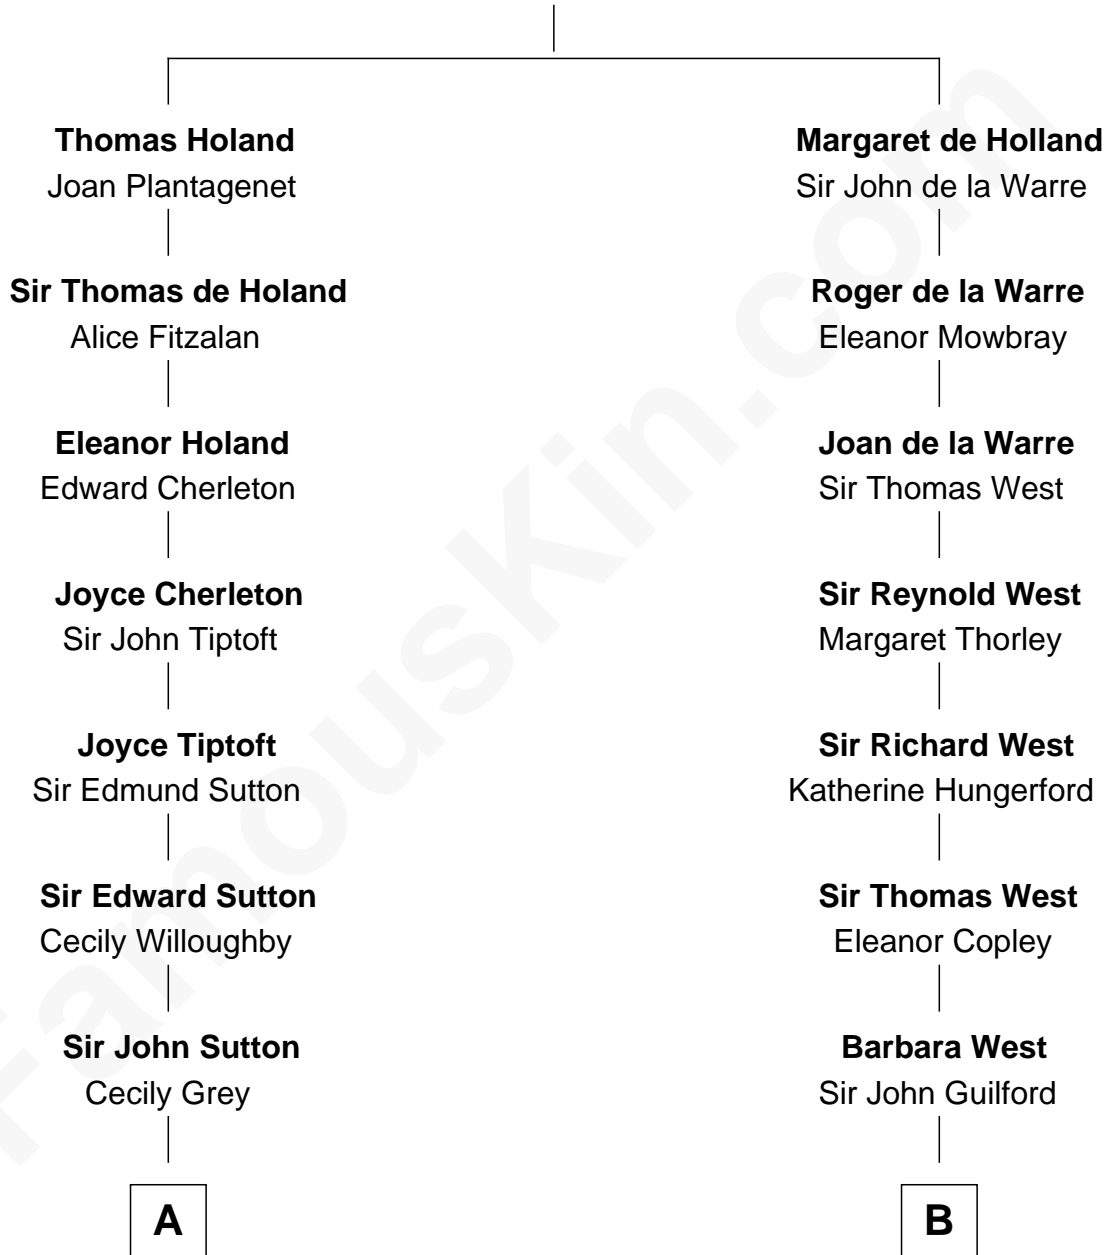 Thomas Holand
Joan Plantagenet
Sir Thomas de Holand
Alice Fitzalan
Eleanor Holand
Edward Cherleton
Joyce Cherleton
Sir John Tiptoft
Joyce Tiptoft
Sir Edmund Sutton
Sir Edward Sutton
Cecily Willoughby
Sir John Sutton
Cecily Grey
A
Margaret de Holland
Sir John de la Warre
Roger de la Warre
Eleanor Mowbray
Joan de la Warre
Sir Thomas West
Sir Reynold West
Margaret Thorley
Sir Richard West
Katherine Hungerford
Sir Thomas West
Eleanor Copley
Barbara West
Sir John Guilford
B
FamousKin.com